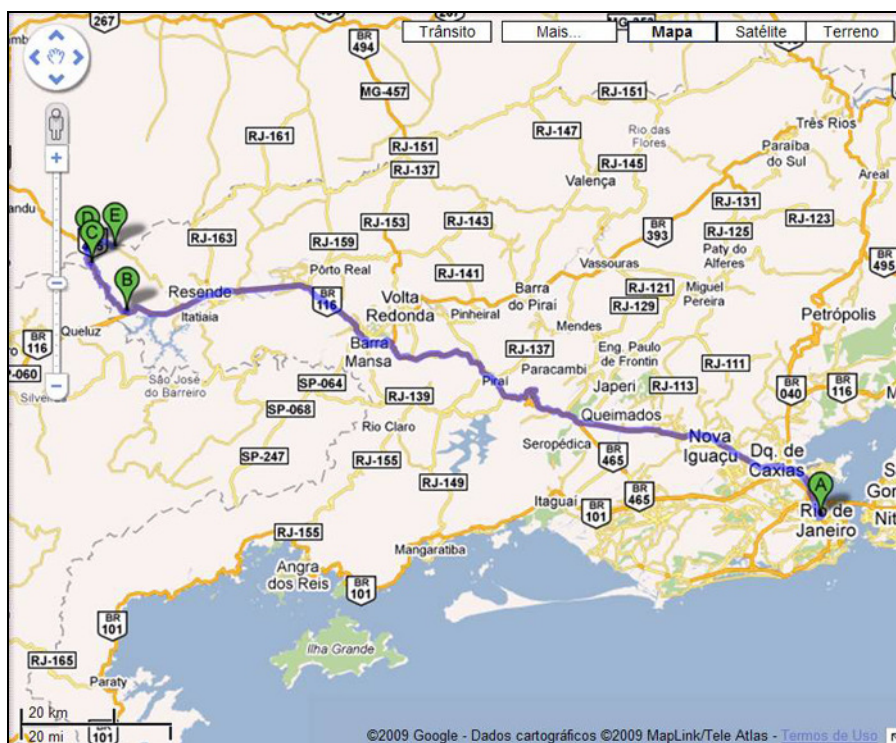 267
BR
494
267
MG-353
Trânsito
Mais...
Mapa
Satélite
Terreno
MG-457
RJ-151
RJ-161
RJ-147
Rio das
Flores
Três Rios
RJ-151
Paraíba
do Sul
RJ-137
RJ-145
Areal
Valença
RJ-131
D
E
C
RJ-153
RJ-143
RJ-125
RJ-123
BR
393
RJ-163
RJ-159
Paty do
Alferes
BR
495
Pôrto Real
RJ-141
Vassouras
B
Resende
BR
116
Volta
Redonda
Barra
do Piraí
RJ-121
Miguel
Pereira
RJ-129
Itatiaia
Pinheiral
Petrópolis
Queluz
Mendes
BR
116
Barra
Mansa
RJ-137
Eng. Paulo
de Frontin
RJ-111
SP-060
São José
do Barreiro
SP-064
Paracambi
Piraí
Japeri
RJ-113
BR
040
BR
116
RJ-139
SP-068
Queimados
Rio Claro
Nova
Iguaçu
SP-247
RJ-155
Seropédica
BR
465
Dq. de
Caxias
RJ-149
A
Itaguaí
BR
101
BR
465
Rio de
Janeiro
RJ-155
Mangaratiba
Angra
dos Reis
BR
101
BR
101
Ilha Grande
RJ-165
Paraty
20 km
20 mi
BR
101
©2009 Google - Dados cartográficos ©2009 MapLink/Tele Atlas - Termos de Uso